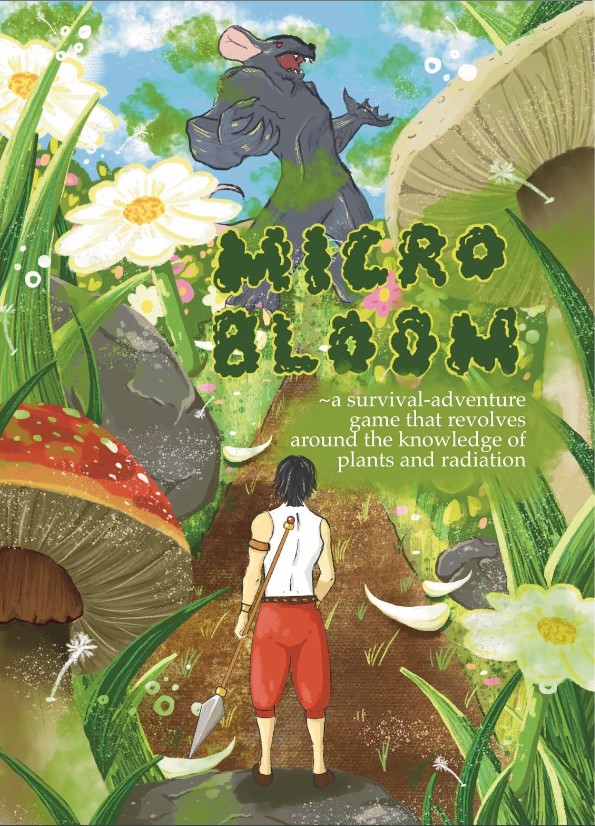 MICRO
BLOOM
~a survival-adventure
game that revolves
around the knowledge of
plants and radiation